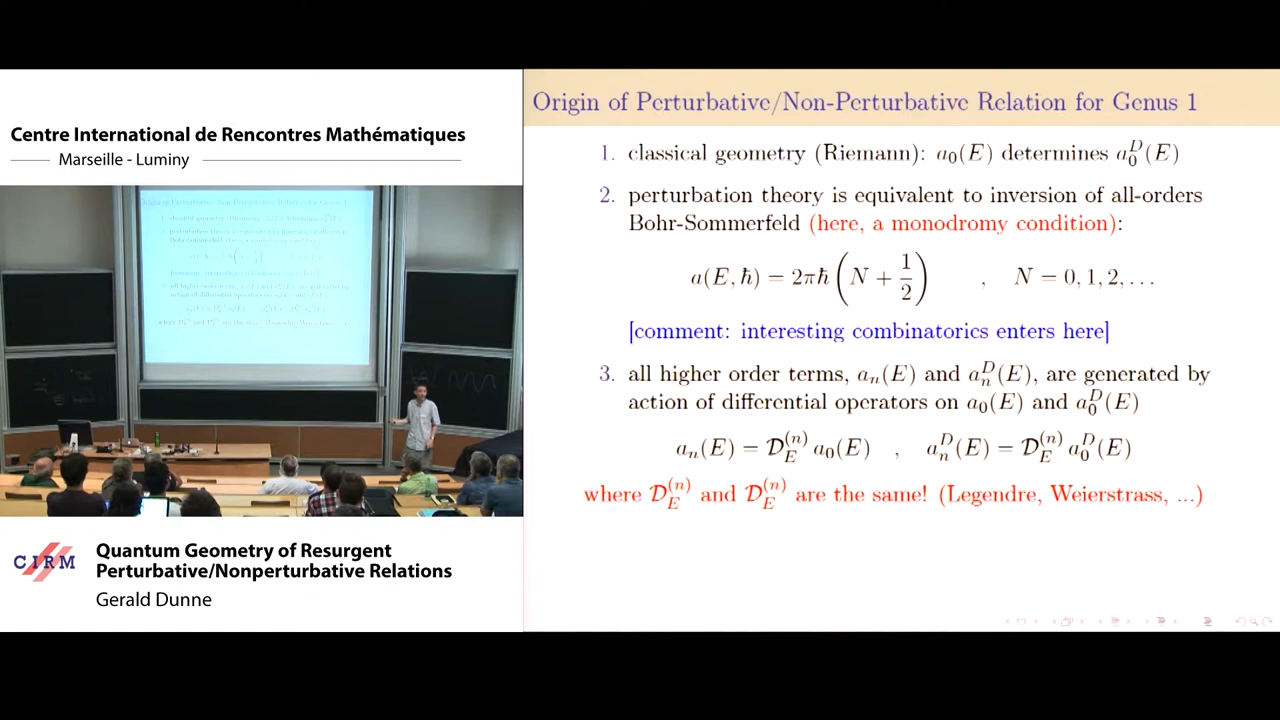 Centre International de Rencontres Mathématiques
Marseille - Luminy
Origin of Perturbative/Non-Perturbative Relation for Genus 1
1. classical geometry (Riemann): a₀(E) determines a₀ᴰ(E)
2. perturbation theory is equivalent to inversion of all-orders
Bohr-Sommerfeld (here, a monodromy condition):
a(E, ħ) = 2πħ (N + 1/2) , N = 0, 1, 2, . . .
[comment: interesting combinatorics enters here]
3. all higher order terms, aₙ(E) and aₙᴰ(E), are generated by
action of differential operators on a₀(E) and a₀ᴰ(E)
aₙ(E) = 𝒟_E^(n) a₀(E) , aₙᴰ(E) = 𝒟_E^(n) a₀ᴰ(E)
where 𝒟_E^(n) and 𝒟_E^(n) are the same! (Legendre, Weierstrass, ...)
CIRM
Quantum Geometry of Resurgent
Perturbative/Nonperturbative Relations
Gerald Dunne